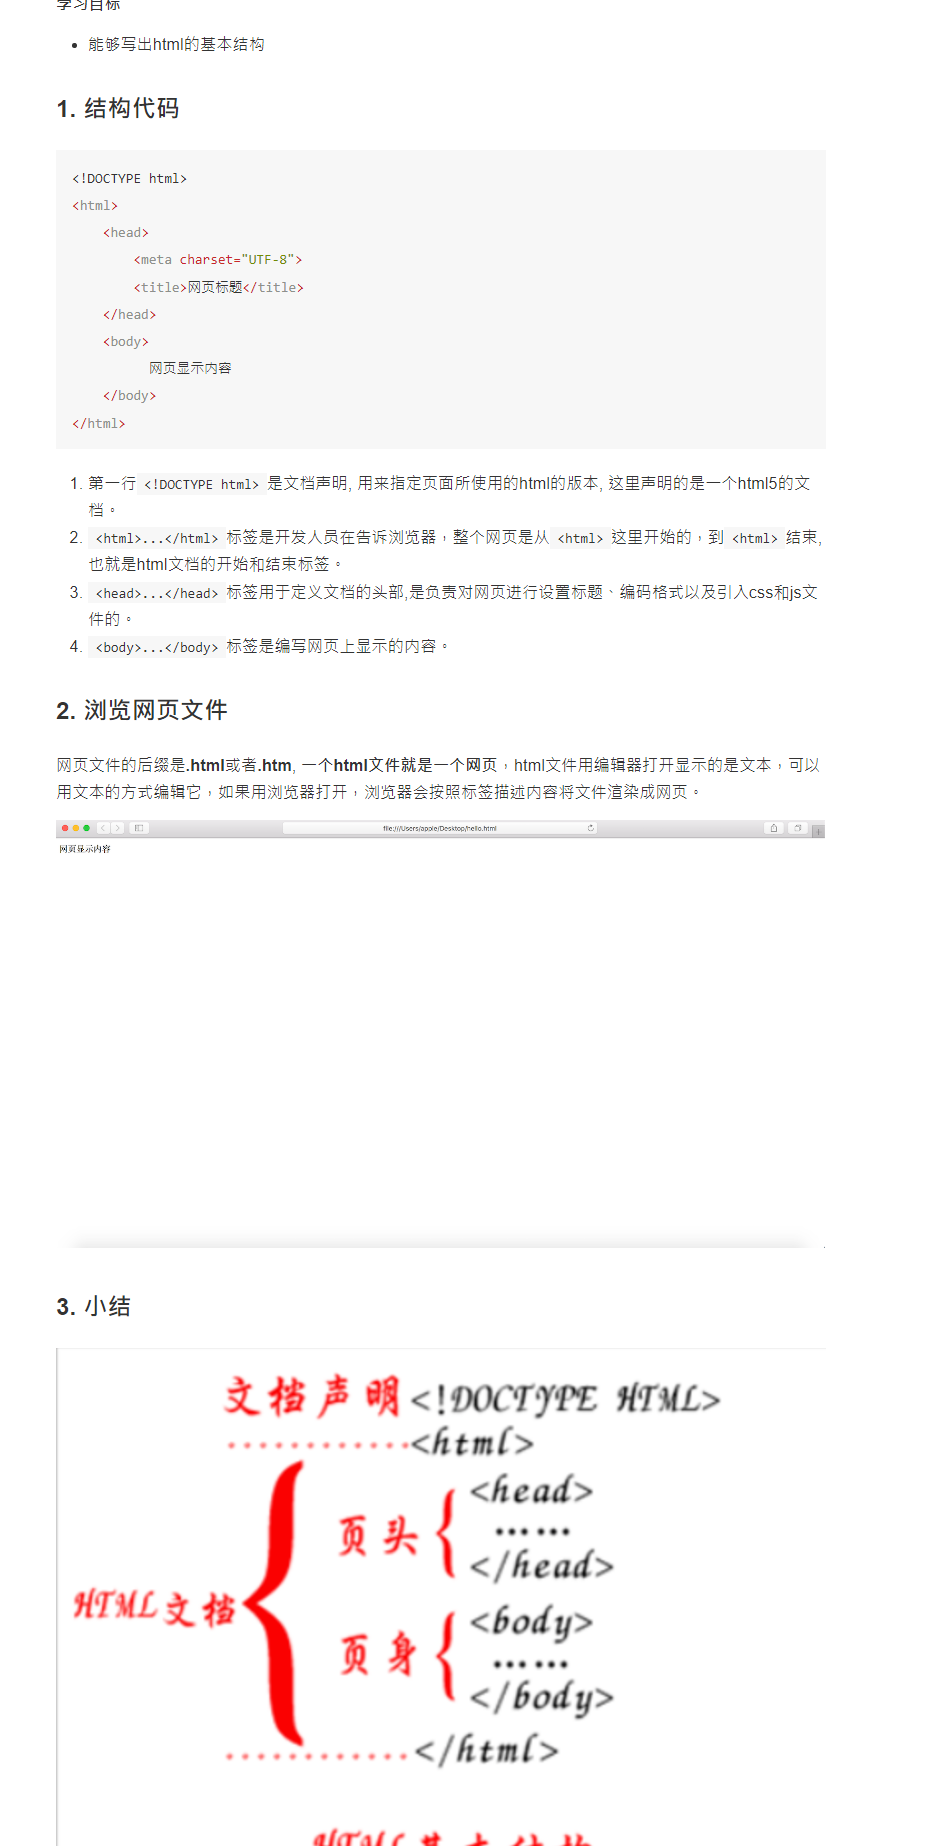 学习目标
• 能够写出html的基本结构
1. 结构代码
<!DOCTYPE html>
<html>
    <head>
        <meta charset="UTF-8">
        <title>网页标题</title>
    </head>
    <body>
          网页显示内容
    </body>
</html>
1. 第一行 <!DOCTYPE html> 是文档声明, 用来指定页面所使用的html的版本, 这里声明的是一个html5的文
档。
2. <html>...</html> 标签是开发人员在告诉浏览器，整个网页是从 <html> 这里开始的，到 <html> 结束,
也就是html文档的开始和结束标签。
3. <head>...</head> 标签用于定义文档的头部,是负责对网页进行设置标题、编码格式以及引入css和js文
件的。
4. <body>...</body> 标签是编写网页上显示的内容。
2. 浏览网页文件
网页文件的后缀是.html或者.htm, 一个html文件就是一个网页，html文件用编辑器打开显示的是文本，可以
用文本的方式编辑它，如果用浏览器打开，浏览器会按照标签描述内容将文件渲染成网页。
file:///Users/apple/Desktop/hello.html
网页显示内容
3. 小结
文档声明<!DOCTYPE HTML>
............<html>
<head>
页头 ......
</head>
HTML文档
<body>
页身 ......
</body>
............</html>
HTML基本结构